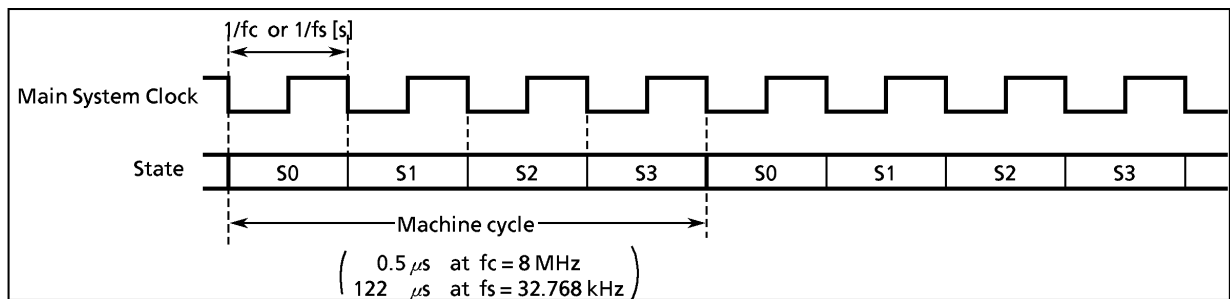 1/fc or 1/fs [s]
Main System Clock
State S0 S1 S2 S3 S0 S1 S2 S3
Machine cycle
0.5 μs at fc = 8 MHz
122 μs at fs = 32.768 kHz